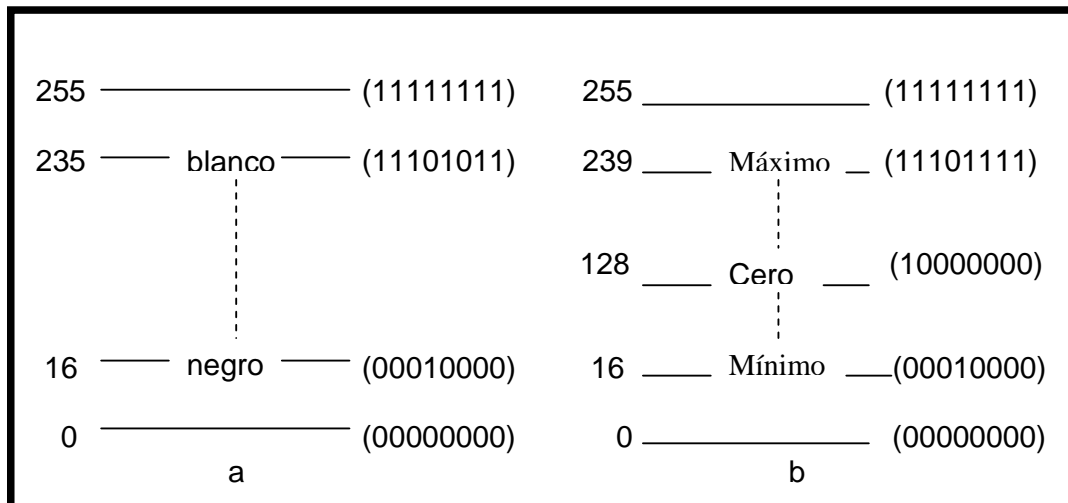 255 (11111111)
235 blanco (11101011)
16 negro (00010000)
0 (00000000)
a
255 (11111111)
239 Máximo (11101111)
128 Cero (10000000)
16 Mínimo (00010000)
0 (00000000)
b